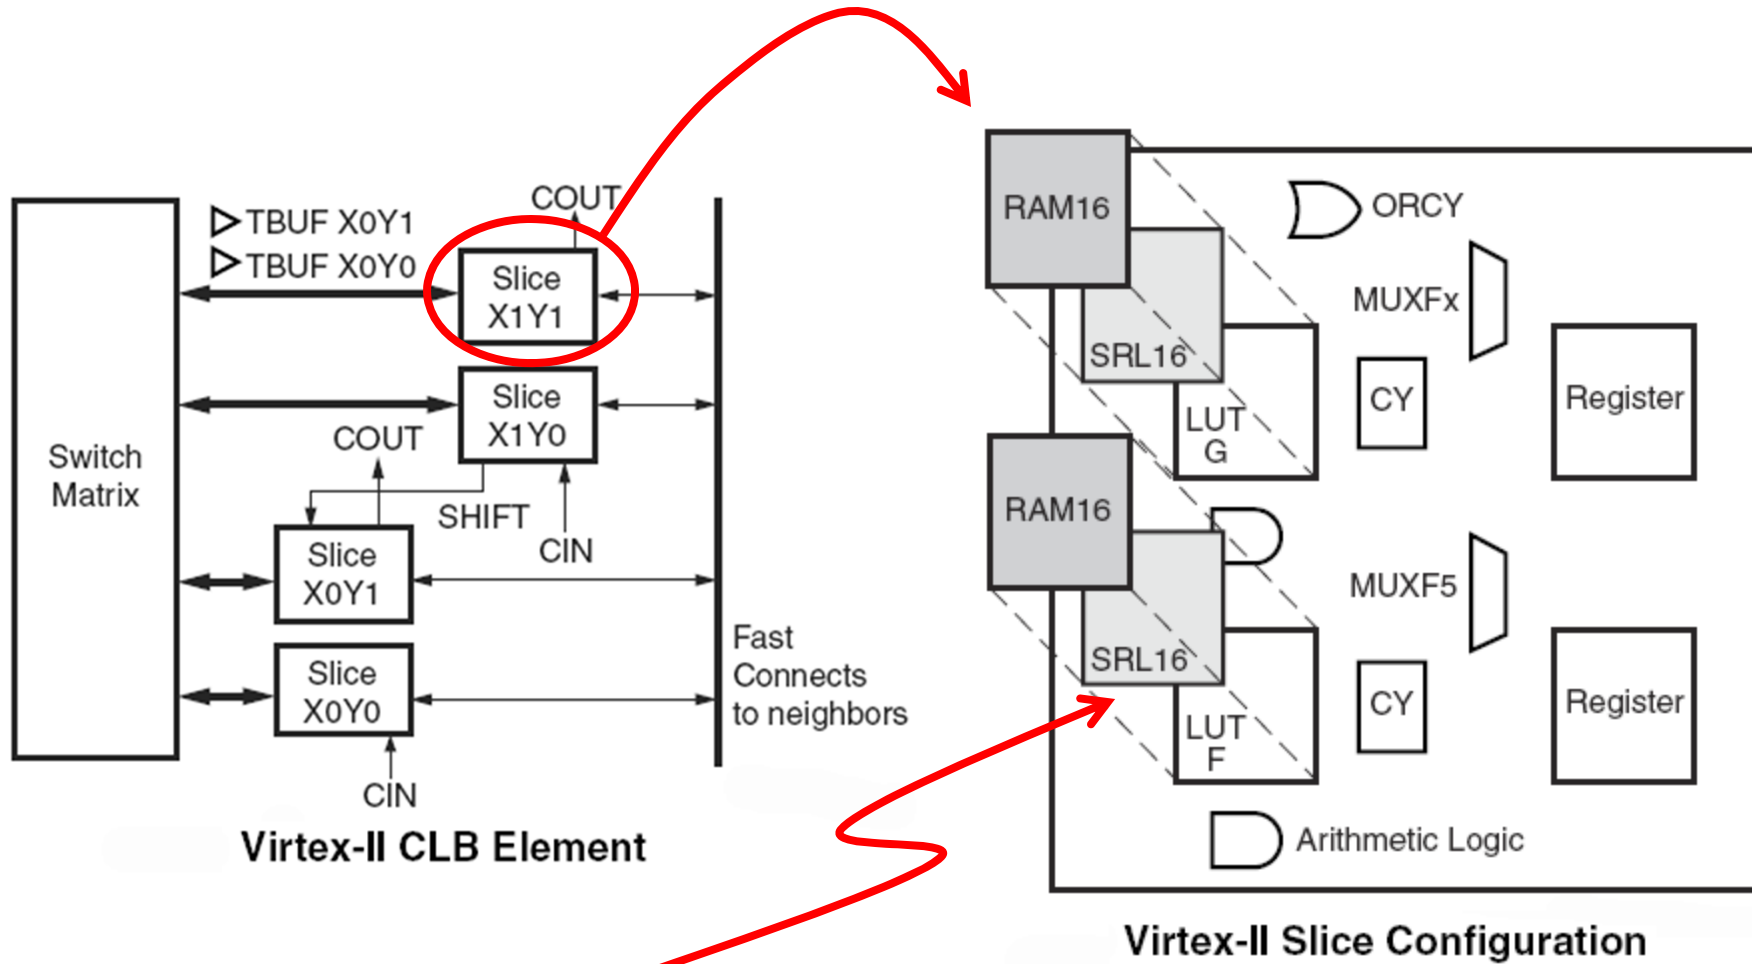 COUT
TBUF X0Y1
TBUF X0Y0
Slice
X1Y1
Slice
X1Y0
COUT
Switch
Matrix
SHIFT
CIN
Slice
X0Y1
Fast
Connects
to neighbors
Slice
X0Y0
CIN
Virtex-II CLB Element
RAM16
ORCY
MUXFx
SRL16
CY
Register
LUT
G
RAM16
MUXF5
SRL16
CY
Register
LUT
F
Arithmetic Logic
Virtex-II Slice Configuration